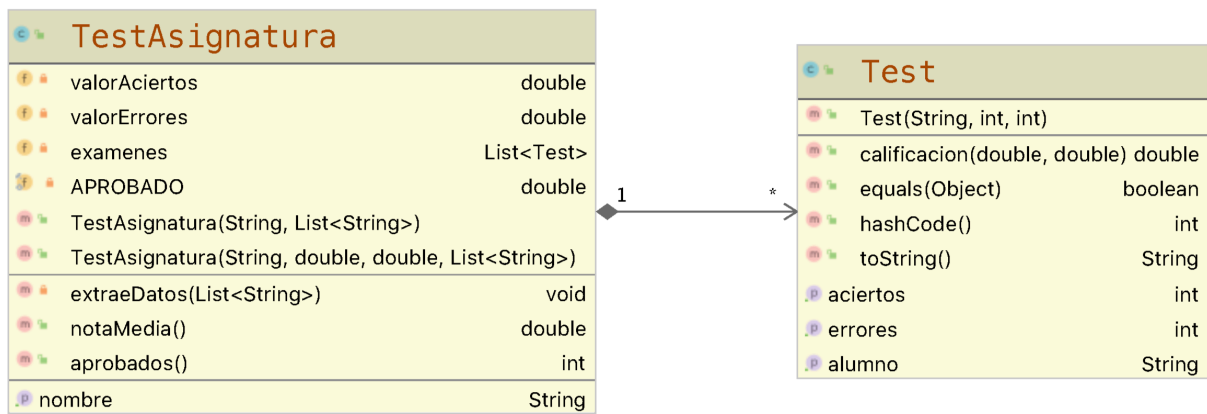 TestAsignatura
valorAciertos double
valorErrores double
examenes List<Test>
APROBADO double
TestAsignatura(String, List<String>)
TestAsignatura(String, double, double, List<String>)
extraeDatos(List<String>) void
notaMedia() double
aprobados() int
nombre String
1
*
Test
Test(String, int, int)
calificacion(double, double) double
equals(Object) boolean
hashCode() int
toString() String
aciertos int
errores int
alumno String